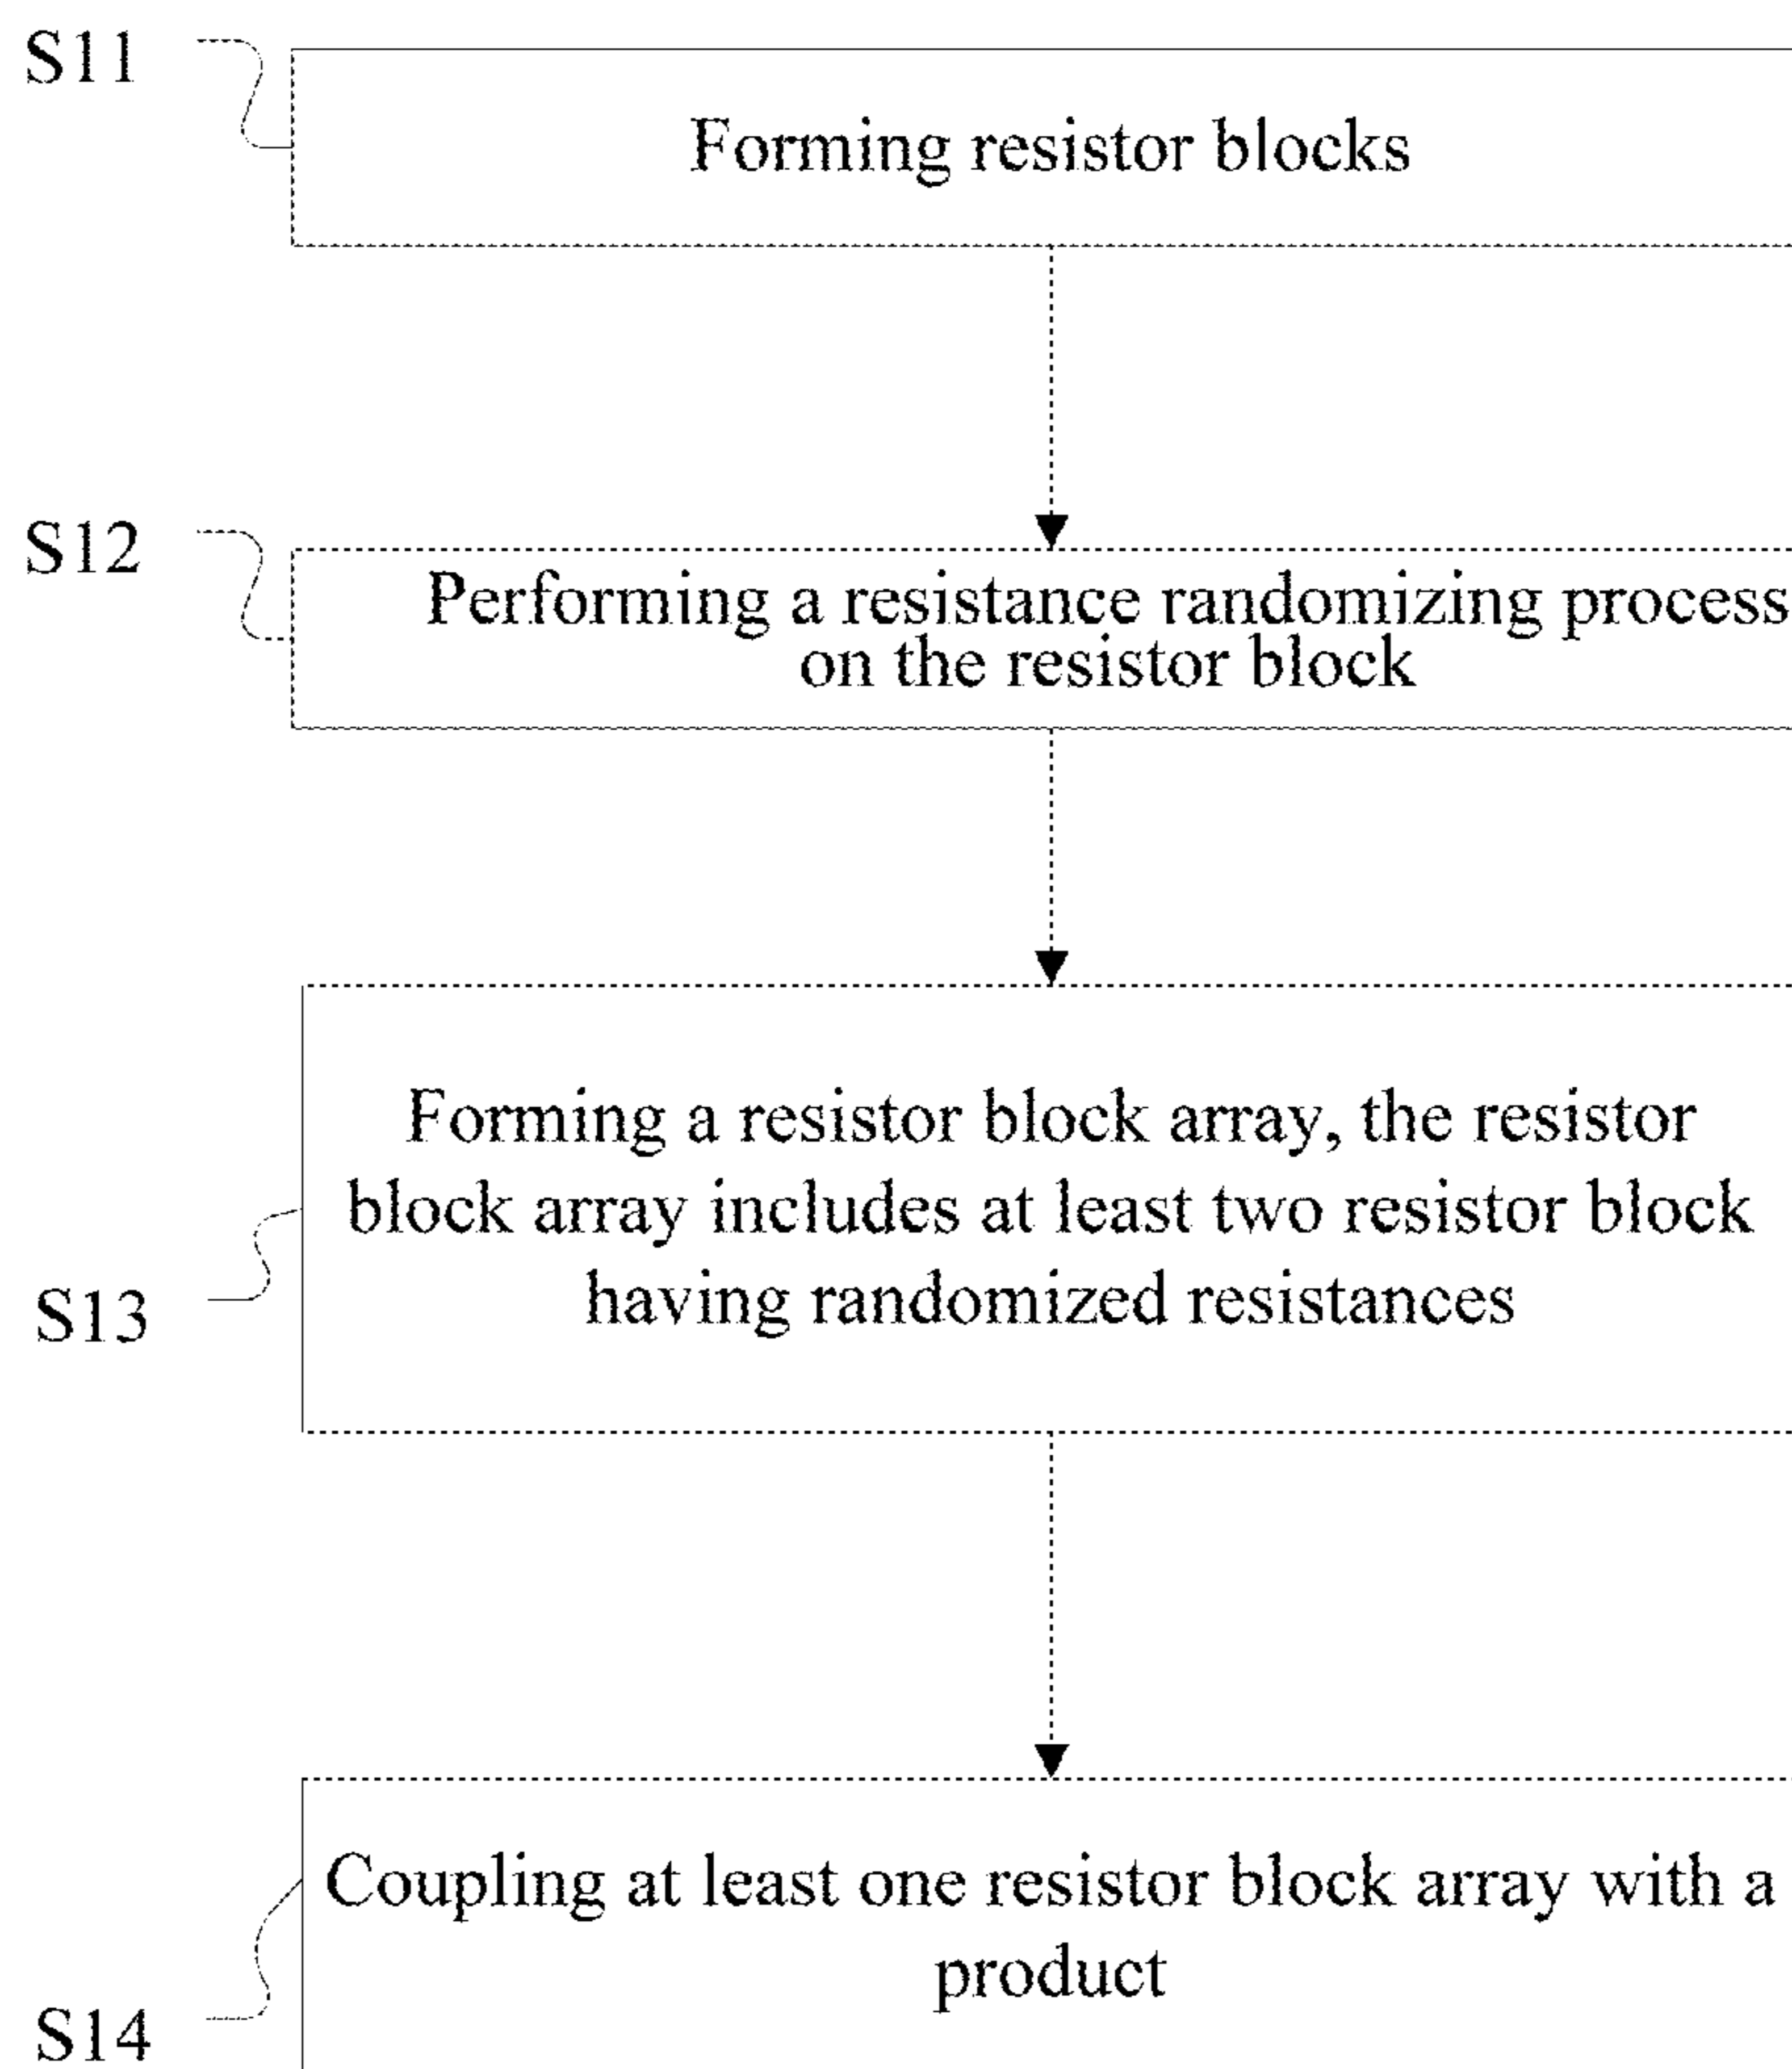 S11
Forming resistor blocks
S12
Performing a resistance randomizing process
on the resistor block
Forming a resistor block array, the resistor
block array includes at least two resistor block
having randomized resistances
S13
Coupling at least one resistor block array with a
product
S14